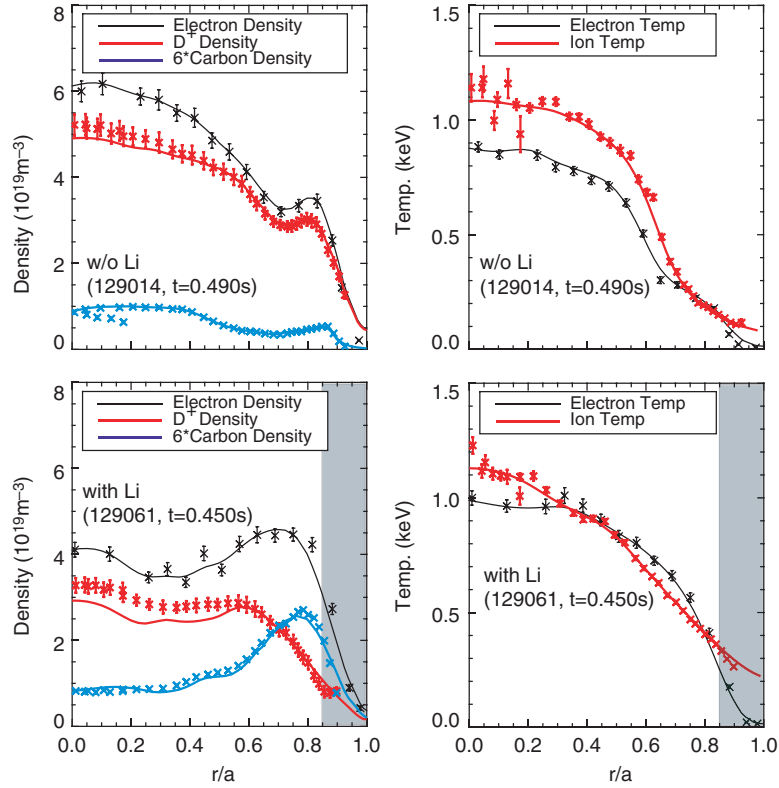 Electron Density
D+ Density
6*Carbon Density
8
6
4
2
0
Density (10^19 m^-3)
w/o Li
(129014, t=0.490s)
Electron Temp
Ion Temp
1.5
1.0
0.5
0.0
Temp. (keV)
w/o Li
(129014, t=0.490s)
Electron Density
D+ Density
6*Carbon Density
8
6
4
2
0
Density (10^19 m^-3)
with Li
(129061, t=0.450s)
0.0 0.2 0.4 0.6 0.8 1.0
r/a
Electron Temp
Ion Temp
1.5
1.0
0.5
0.0
Temp. (keV)
with Li
(129061, t=0.450s)
0.0 0.2 0.4 0.6 0.8 1.0
r/a